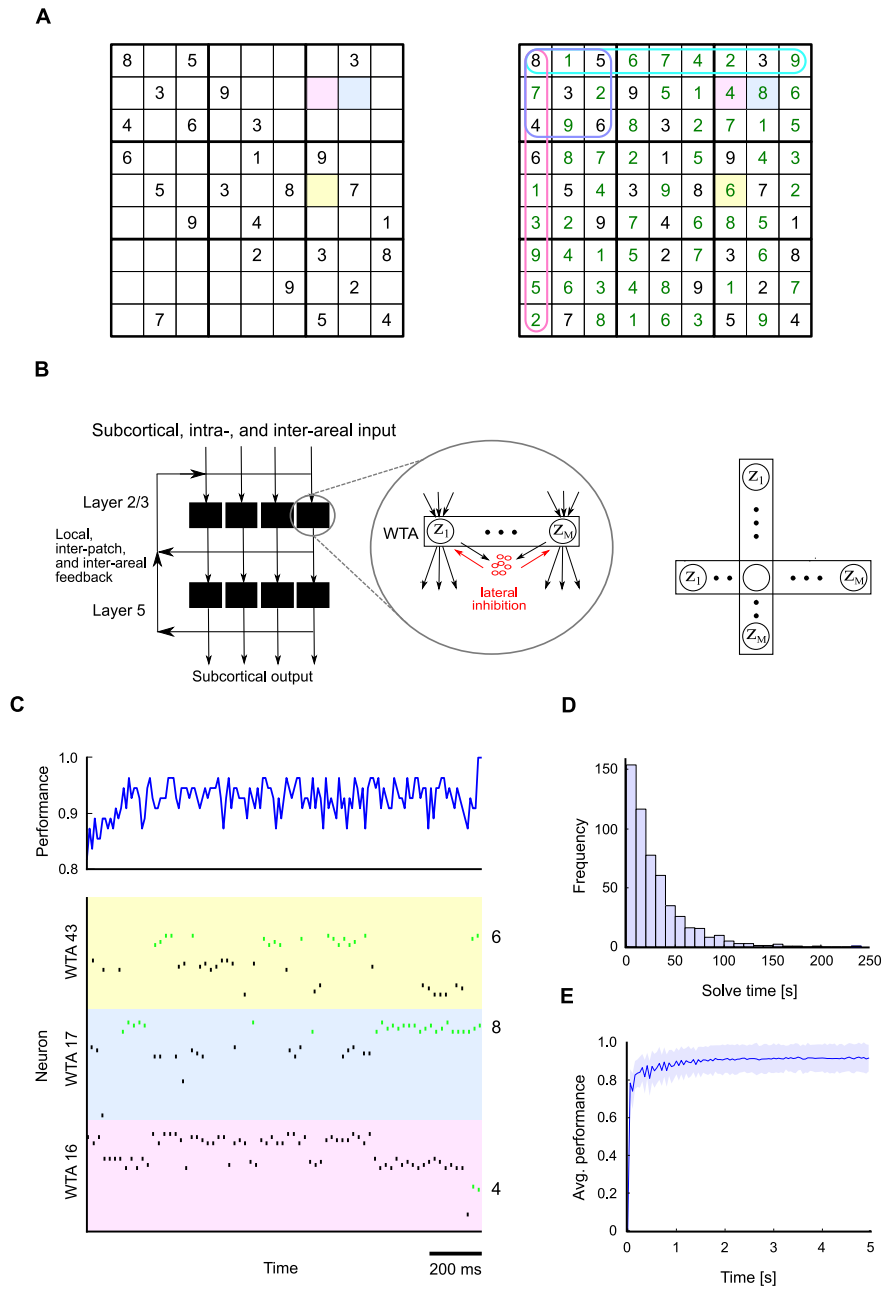 A
8 5 3
3 9
4 6 3
6 1 9
5 3 8 7
9 4 1
2 3 8
9 2
7 5 4
8 1 5 6 7 4 2 3 9
7 3 2 9 5 1 4 8 6
4 9 6 8 3 2 7 1 5
6 8 7 2 1 5 9 4 3
1 5 4 3 9 8 6 7 2
3 2 9 7 4 6 8 5 1
9 4 1 5 2 7 3 6 8
5 6 3 4 8 9 1 2 7
2 7 8 1 6 3 5 9 4
B
Subcortical, intra-, and inter-areal input
Layer 2/3
Local,
inter-patch,
and inter-areal
feedback
Layer 5
Subcortical output
WTA
z1 • • • zM
lateral
inhibition
z1
z1 • • • • • zM
zM
C
Performance
1.0
0.9
0.8
Neuron
WTA 43
6
WTA 17
8
WTA 16
4
Time
200 ms
D
Frequency
150
100
50
0
0 50 100 150 200 250
Solve time [s]
E
Avg. performance
1.0
0.8
0.6
0.4
0.2
0
0 1 2 3 4 5
Time [s]